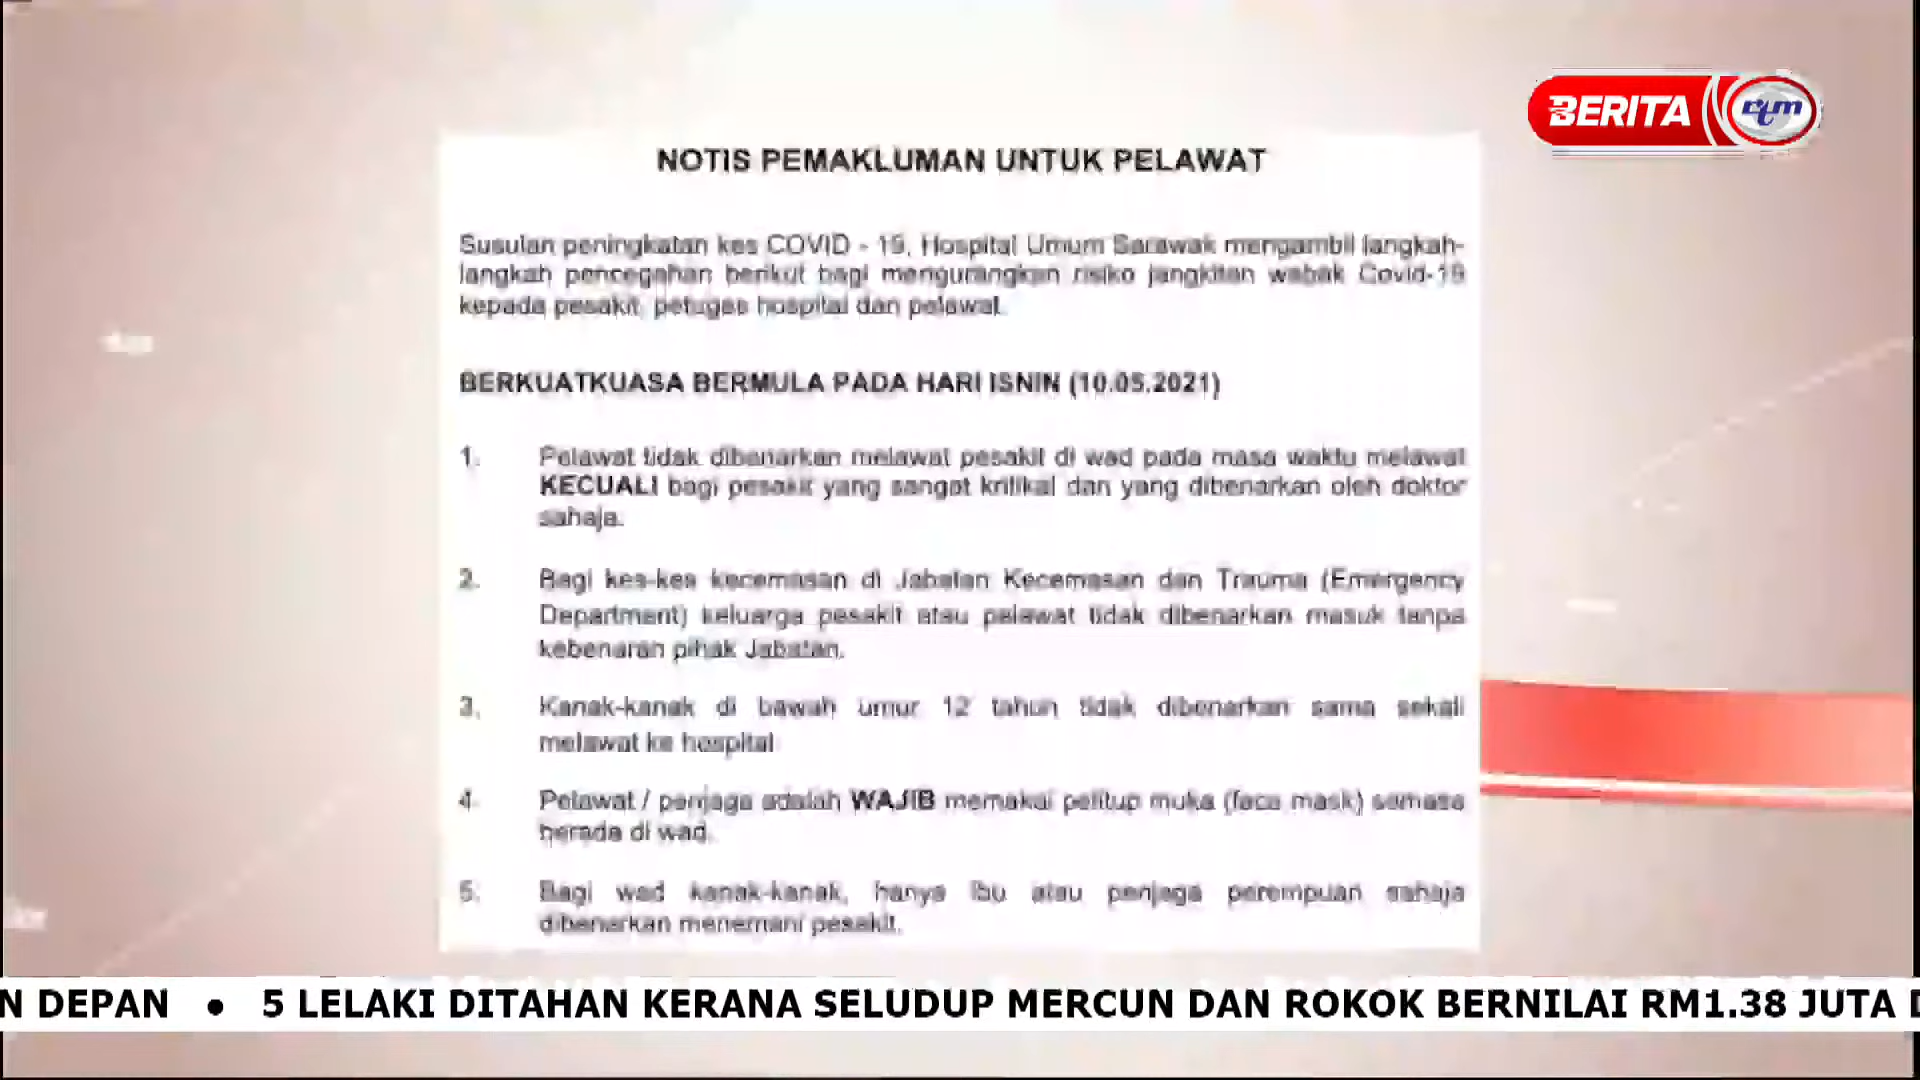 BERITA rtm
NOTIS PEMAKLUMAN UNTUK PELAWAT
Susulan peningkatan kes COVID - 19, Hospital Umum Sarawak mengambil langkah-
langkah pencegahan berikut bagi mengurangkan risiko jangkitan wabak Covid-19
kepada pesakit, petugas hospital dan pelawat.
BERKUATKUASA BERMULA PADA HARI ISNIN (10.05.2021)
1. Pelawat tidak dibenarkan melawat pesakit di wad pada masa waktu melawat
KECUALI bagi pesakit yang sangat kritikal dan yang dibenarkan oleh doktor
sahaja.
2. Bagi kes-kes kecemasan di Jabatan Kecemasan dan Trauma (Emergency
Department) keluarga pesakit atau pelawat tidak dibenarkan masuk tanpa
kebenaran pihak Jabatan.
3. Kanak-kanak di bawah umur 12 tahun tidak dibenarkan sama sekali
melawat ke hospital
4. Pelawat / penjaga adalah WAJIB memakai pelitup muka (face mask) semasa
berada di wad.
5. Bagi wad kanak-kanak, hanya ibu atau penjaga perempuan sahaja
dibenarkan menemani pesakit.
N DEPAN • 5 LELAKI DITAHAN KERANA SELUDUP MERCUN DAN ROKOK BERNILAI RM1.38 JUTA D